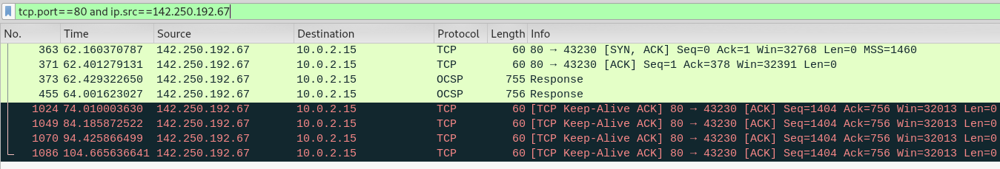 tcp.port==80 and ip.src==142.250.192.67
No. Time Source Destination Protocol Length Info
363 62.160370787 142.250.192.67 10.0.2.15 TCP 60 80 → 43230 [SYN, ACK] Seq=0 Ack=1 Win=32768 Len=0 MSS=1460
371 62.401279131 142.250.192.67 10.0.2.15 TCP 60 80 → 43230 [ACK] Seq=1 Ack=378 Win=32391 Len=0
373 62.429322650 142.250.192.67 10.0.2.15 OCSP 755 Response
455 64.001623027 142.250.192.67 10.0.2.15 OCSP 756 Response
1024 74.010003630 142.250.192.67 10.0.2.15 TCP 60 [TCP Keep-Alive ACK] 80 → 43230 [ACK] Seq=1404 Ack=756 Win=32013 Len=0
1049 84.185872522 142.250.192.67 10.0.2.15 TCP 60 [TCP Keep-Alive ACK] 80 → 43230 [ACK] Seq=1404 Ack=756 Win=32013 Len=0
1070 94.425866499 142.250.192.67 10.0.2.15 TCP 60 [TCP Keep-Alive ACK] 80 → 43230 [ACK] Seq=1404 Ack=756 Win=32013 Len=0
1086 104.665636641 142.250.192.67 10.0.2.15 TCP 60 [TCP Keep-Alive ACK] 80 → 43230 [ACK] Seq=1404 Ack=756 Win=32013 Len=0